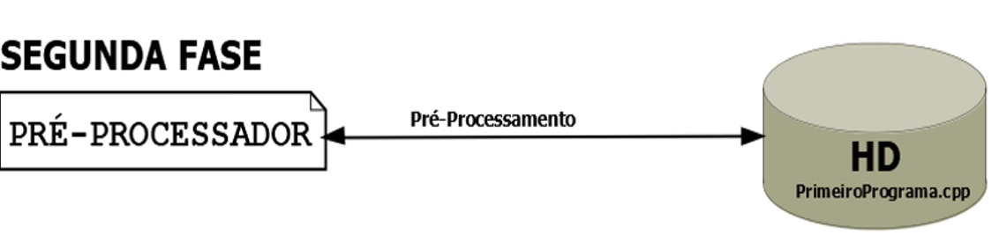 SEGUNDA FASE
PRÉ-PROCESSADOR
Pré-Processamento
HD
PrimeiroPrograma.cpp